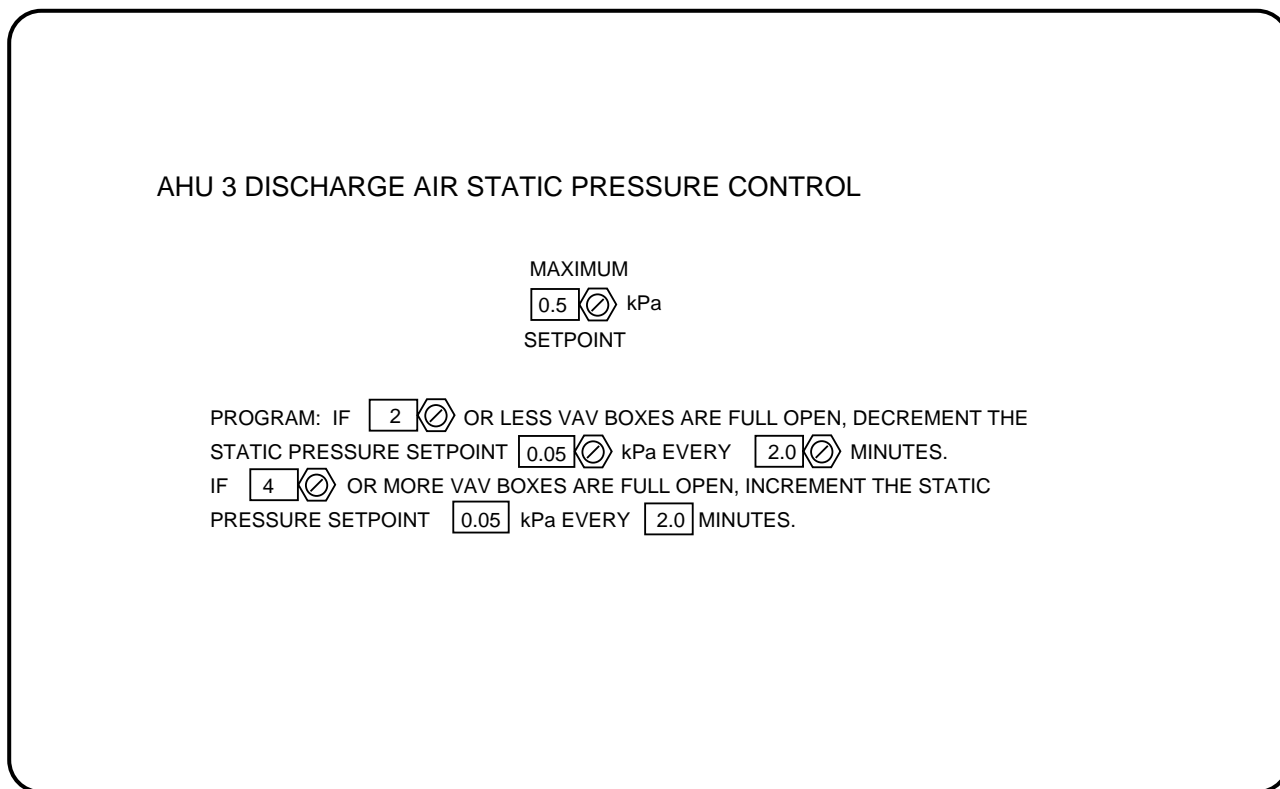 AHU 3 DISCHARGE AIR STATIC PRESSURE CONTROL
MAXIMUM
0.5 kPa
SETPOINT
PROGRAM: IF 2 OR LESS VAV BOXES ARE FULL OPEN, DECREMENT THE
STATIC PRESSURE SETPOINT 0.05 kPa EVERY 2.0 MINUTES.
IF 4 OR MORE VAV BOXES ARE FULL OPEN, INCREMENT THE STATIC
PRESSURE SETPOINT 0.05 kPa EVERY 2.0 MINUTES.